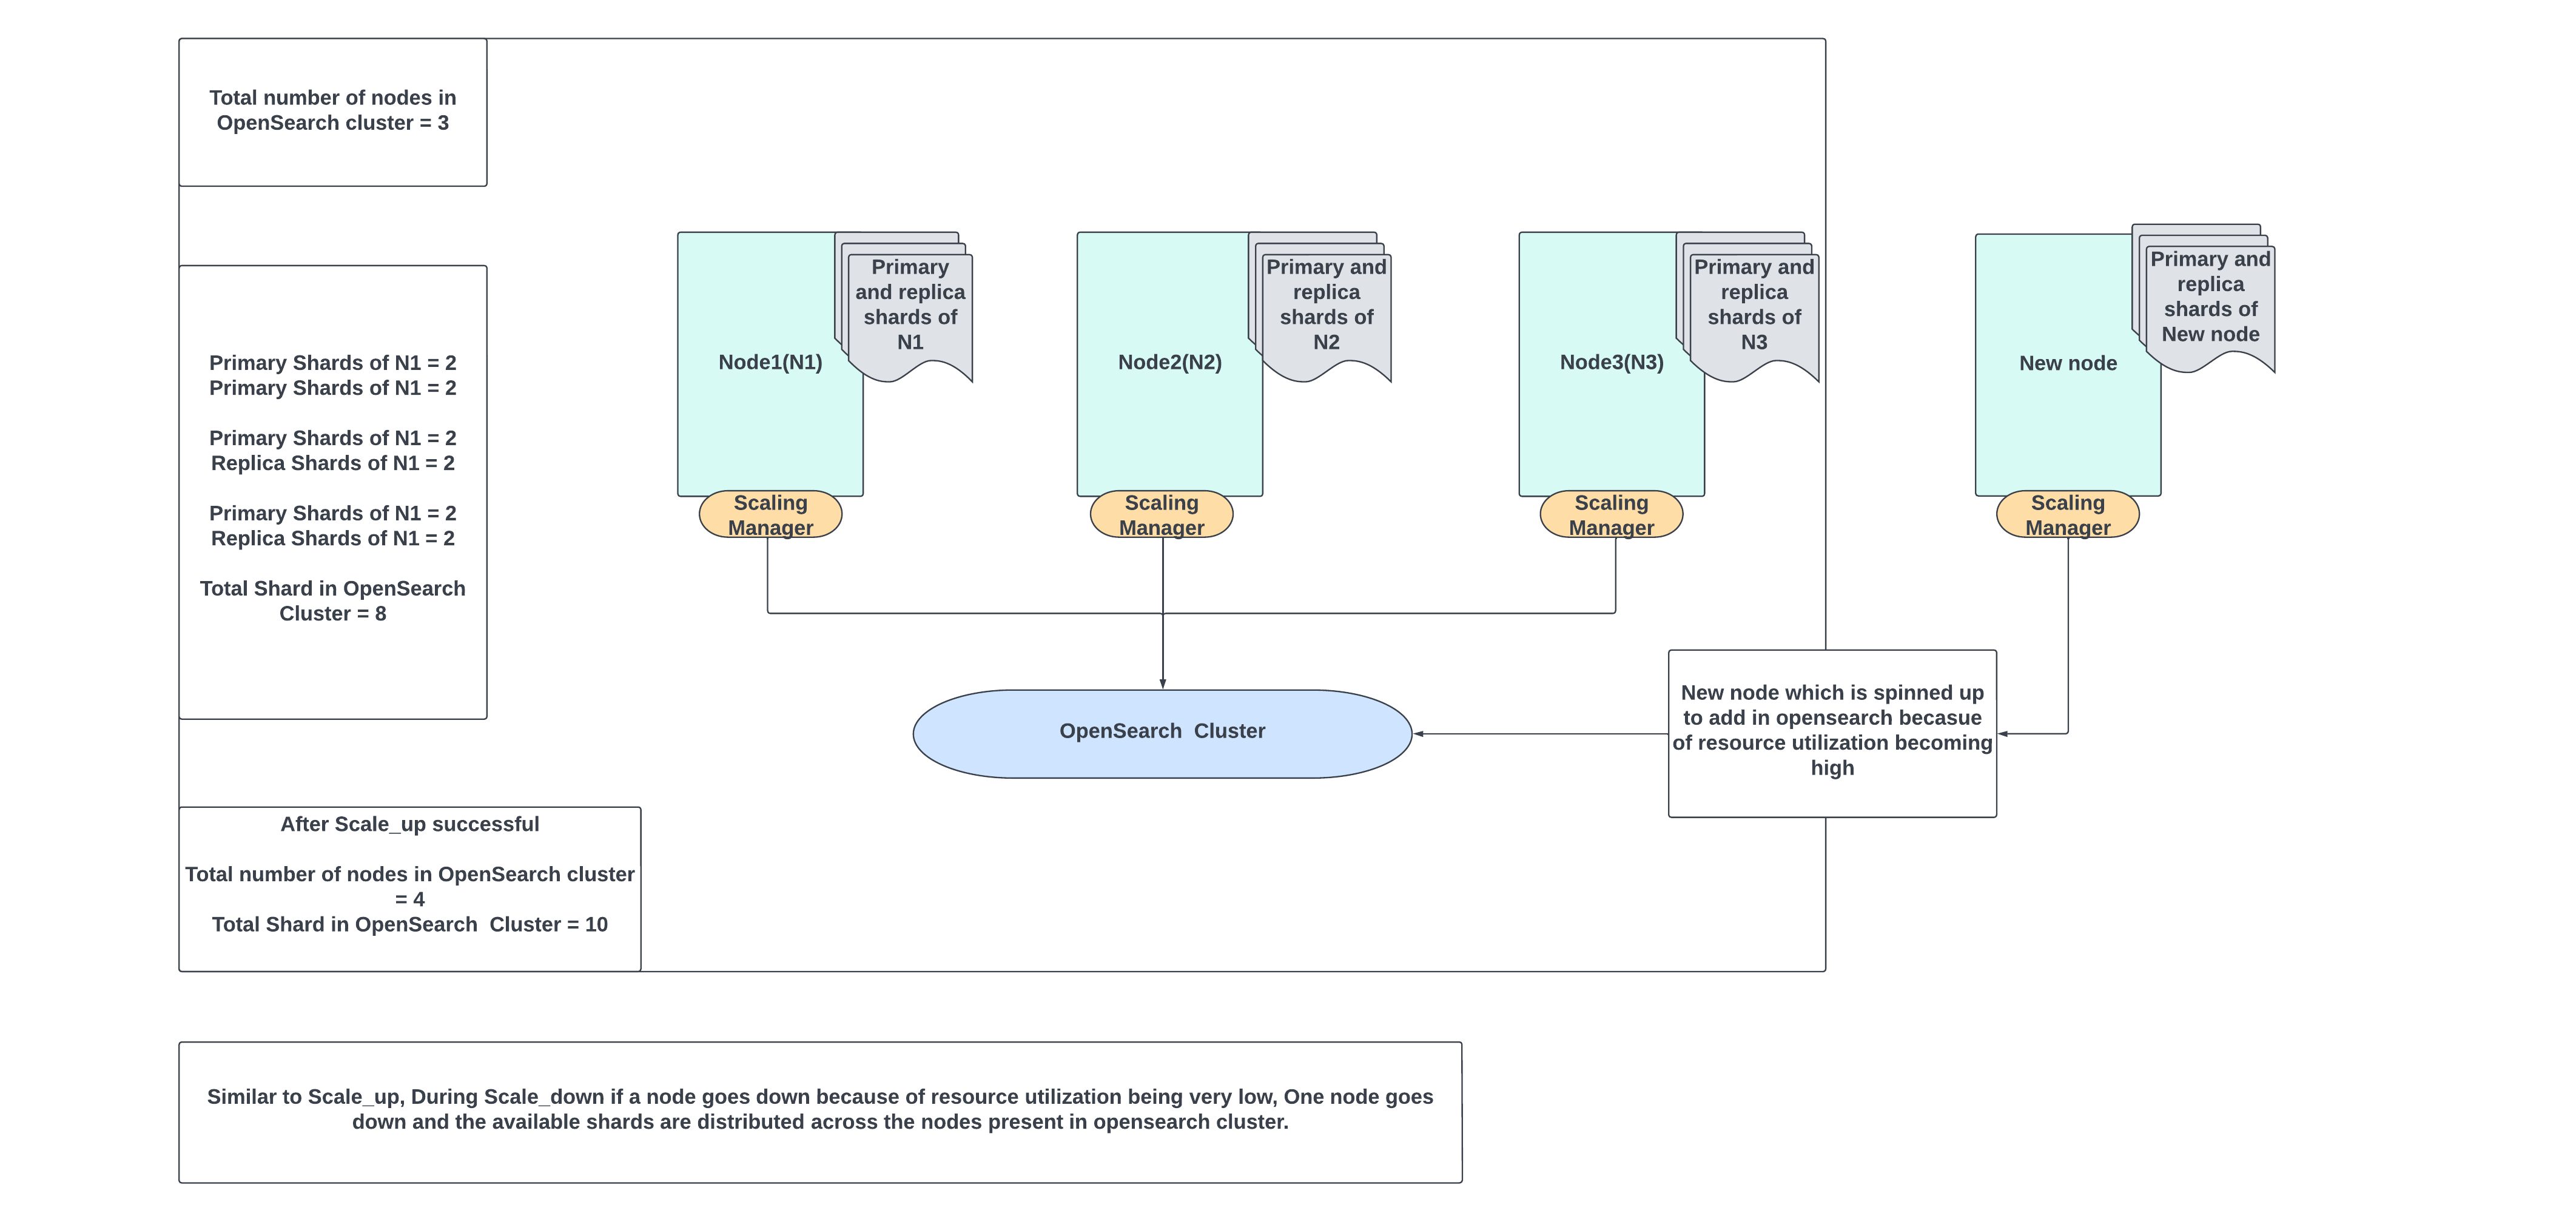 Total number of nodes in
OpenSearch cluster = 3
Primary Shards of N1 = 2
Primary Shards of N1 = 2
Primary Shards of N1 = 2
Replica Shards of N1 = 2
Primary Shards of N1 = 2
Replica Shards of N1 = 2
Total Shard in OpenSearch
Cluster = 8
Node1(N1)
Primary
and replica
shards of
N1
Scaling
Manager
Node2(N2)
Primary and
replica
shards of
N2
Scaling
Manager
Node3(N3)
Primary and
replica
shards of
N3
Scaling
Manager
New node
Primary and
replica
shards of
New node
Scaling
Manager
OpenSearch  Cluster
New node which is spinned up
to add in opensearch becasue
of resource utilization becoming
high
After Scale_up successful
Total number of nodes in OpenSearch cluster
= 4
Total Shard in OpenSearch  Cluster = 10
Similar to Scale_up, During Scale_down if a node goes down because of resource utilization being very low, One node goes
down and the available shards are distributed across the nodes present in opensearch cluster.